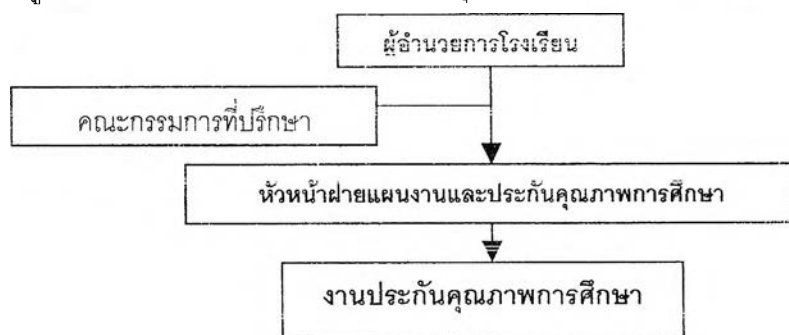 ผู้อำนวยการโรงเรียน
คณะกรรมการที่ปรึกษา
หัวหน้าฝ่ายแผนงานและประกันคุณภาพการศึกษา
งานประกันคุณภาพการศึกษา